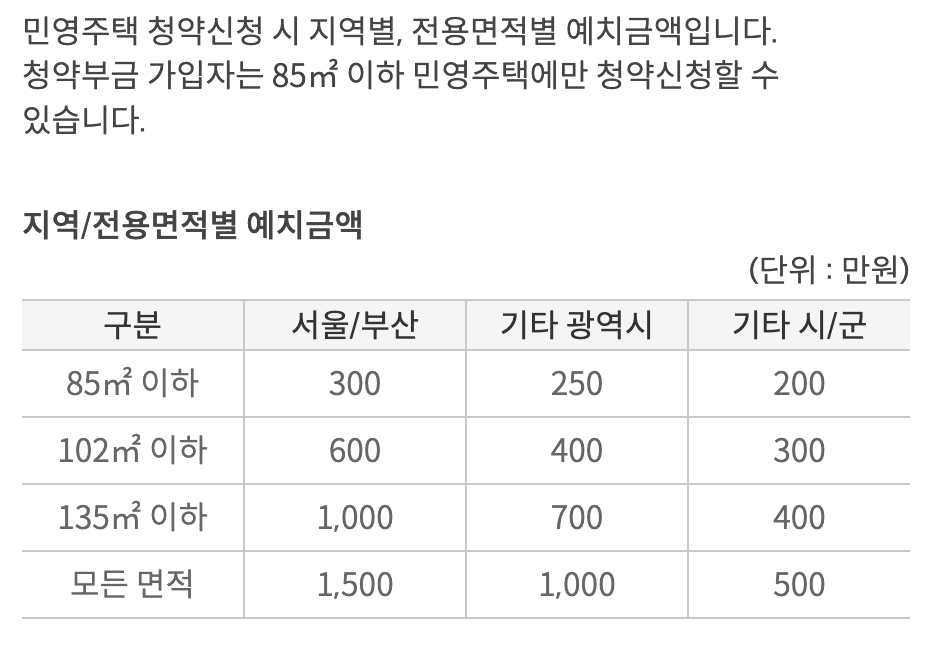 민영주택 청약신청 시 지역별, 전용면적별 예치금액입니다.
청약부금 가입자는 85㎡ 이하 민영주택에만 청약신청할 수
있습니다.
지역/전용면적별 예치금액
(단위 : 만원)
구분 서울/부산 기타 광역시 기타 시/군
85㎡ 이하 300 250 200
102㎡ 이하 600 400 300
135㎡ 이하 1,000 700 400
모든 면적 1,500 1,000 500